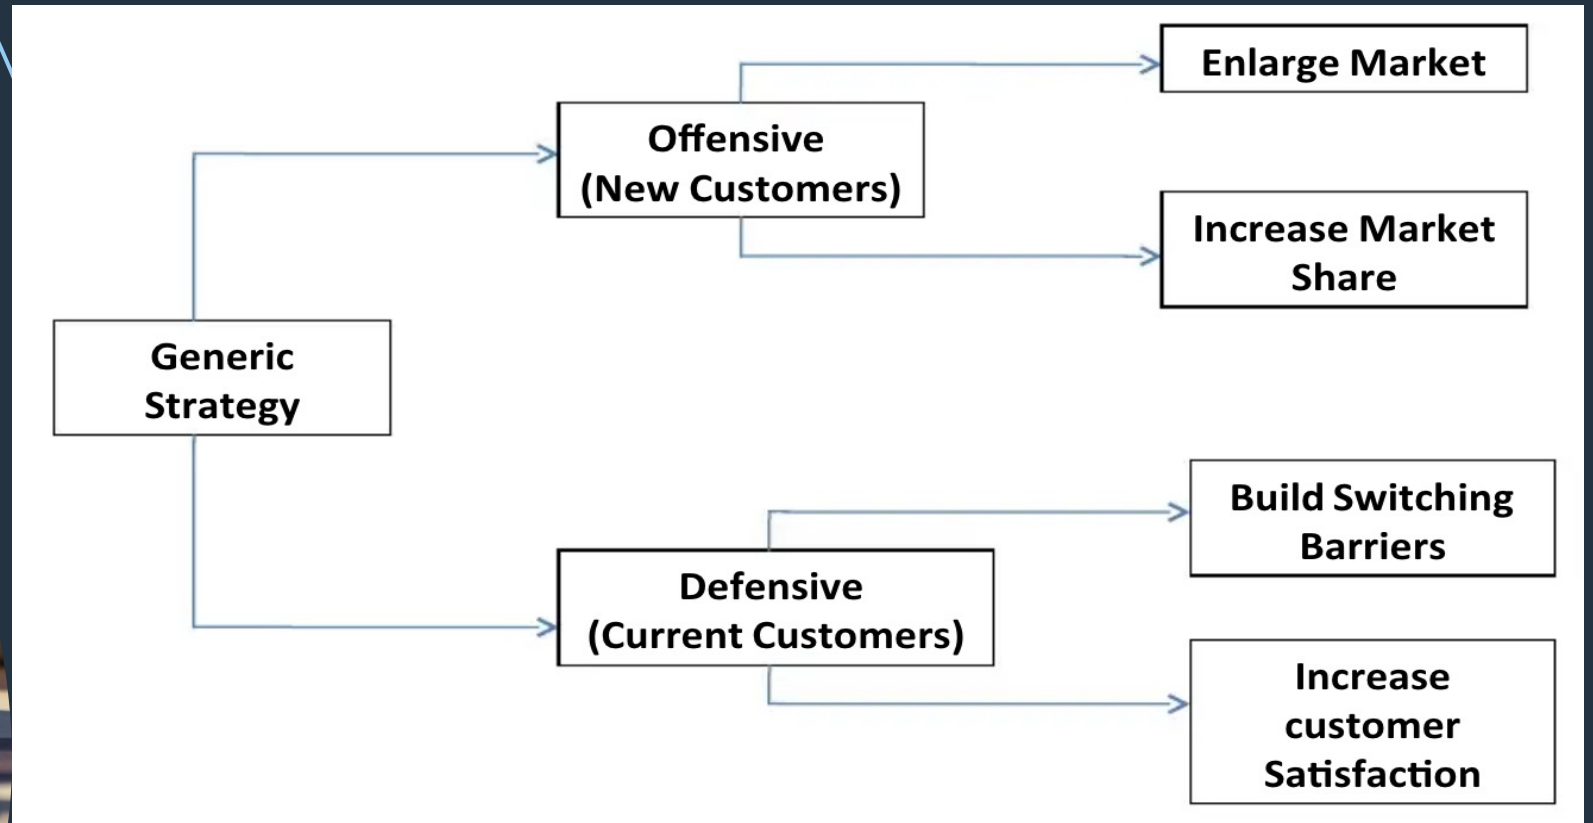 Enlarge Market
Offensive
(New Customers)
Increase Market
Share
Generic
Strategy
Build Switching
Barriers
Defensive
(Current Customers)
Increase
customer
Satisfaction